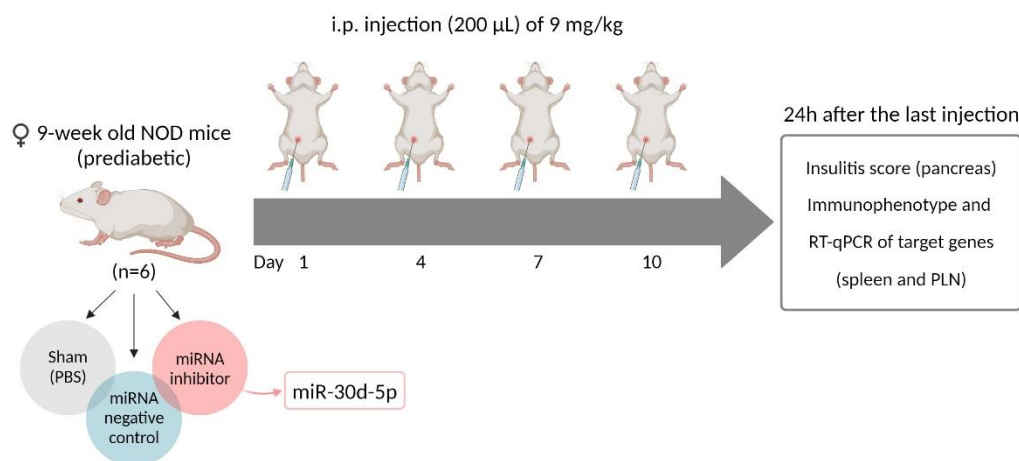 i.p. injection (200 µL) of 9 mg/kg
♀ 9-week old NOD mice
(prediabetic)
(n=6)
Sham
(PBS)
miRNA
negative
control
miRNA
inhibitor
miR-30d-5p
Day 1 4 7 10
24h after the last injection
Insulitis score (pancreas)
Immunophenotype and
RT-qPCR of target genes
(spleen and PLN)